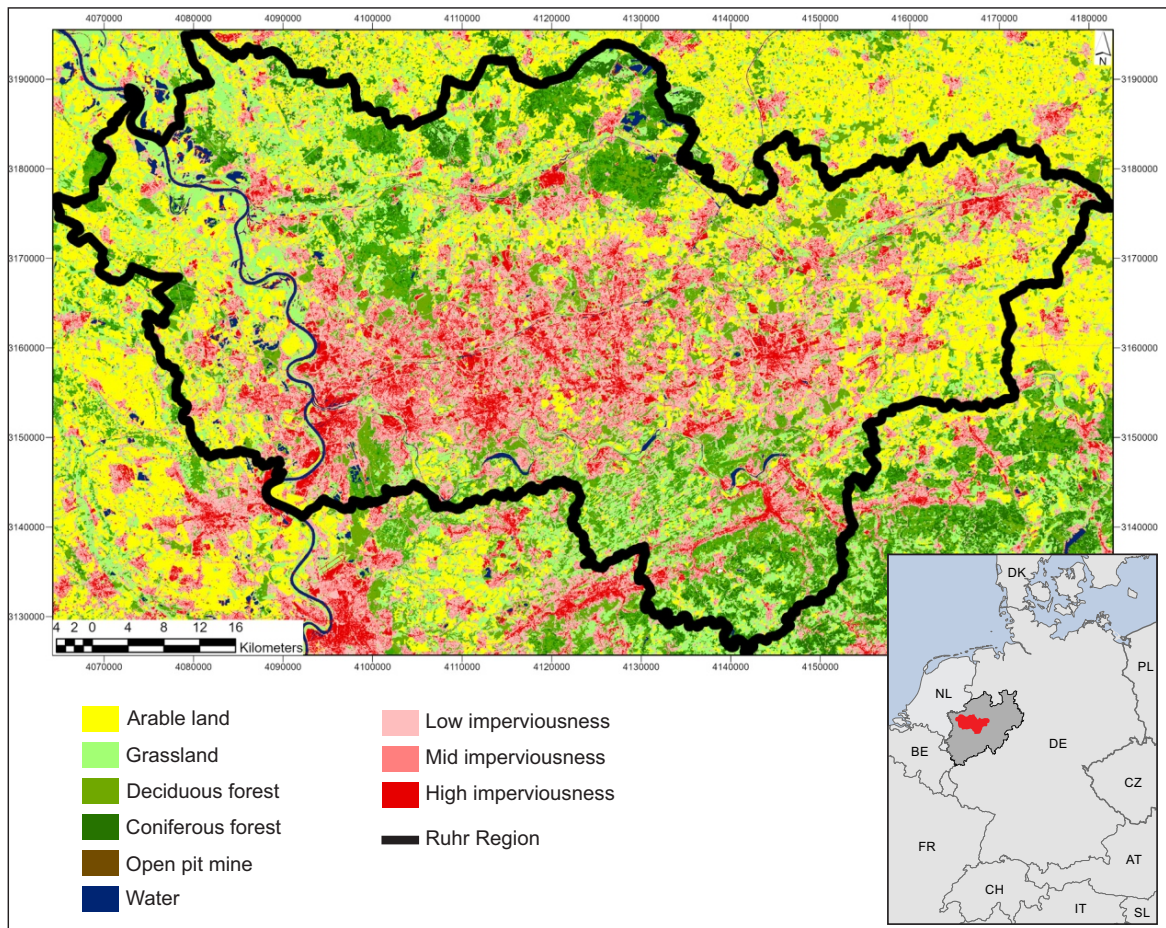 4070000 4080000 4090000 4100000 4110000 4120000 4130000 4140000 4150000 4160000 4170000 4180000
N
3190000 3190000
3180000 3180000
3170000 3170000
3160000 3160000
3150000 3150000
3140000 3140000
3130000
4 2 0 4 8 12 16
Kilometers
4070000 4080000 4090000 4100000 4110000 4120000 4130000 4140000 4150000
Arable land
Grassland
Deciduous forest
Coniferous forest
Open pit mine
Water
Low imperviousness
Mid imperviousness
High imperviousness
Ruhr Region
DK
PL
NL
DE
BE
CZ
FR
AT
CH
IT
SL